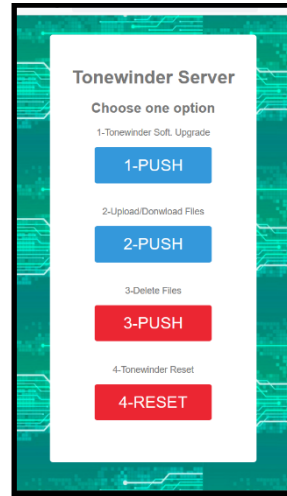 Tonewinder Server
Choose one option
1-Tonewinder Soft. Upgrade
1-PUSH
2-Upload/Donwload Files
2-PUSH
3-Delete Files
3-PUSH
4-Tonewinder Reset
4-RESET